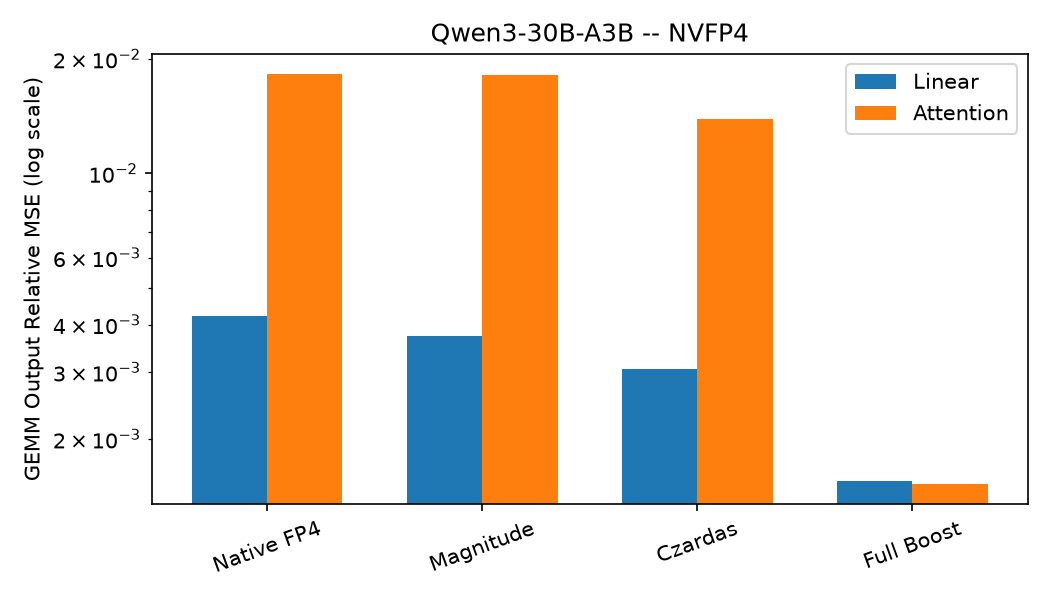 Qwen3-30B-A3B -- NVFP4
GEMM Output Relative MSE (log scale)
2 × 10⁻²
10⁻²
6 × 10⁻³
4 × 10⁻³
3 × 10⁻³
2 × 10⁻³
Linear
Attention
Native FP4
Magnitude
Czardas
Full Boost